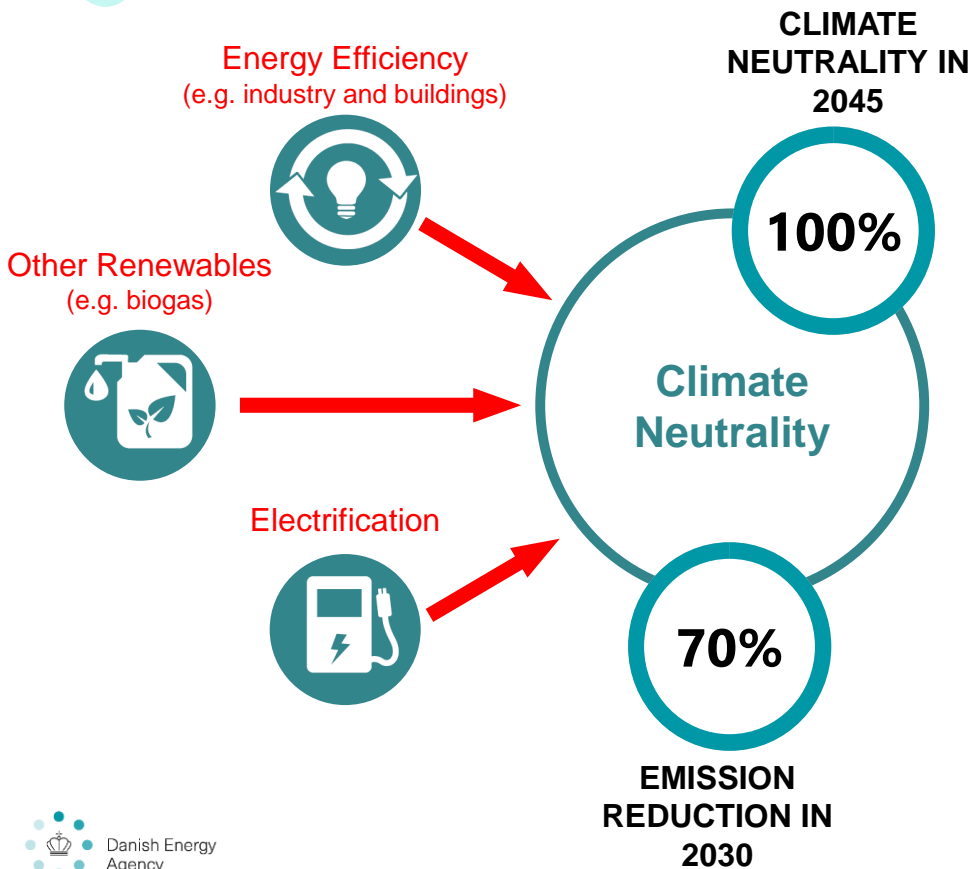 CLIMATE
NEUTRALITY IN
2045
100%
Energy Efficiency
(e.g. industry and buildings)
Other Renewables
(e.g. biogas)
Climate
Neutrality
Electrification
70%
EMISSION
REDUCTION IN
2030
Danish Energy
Agency